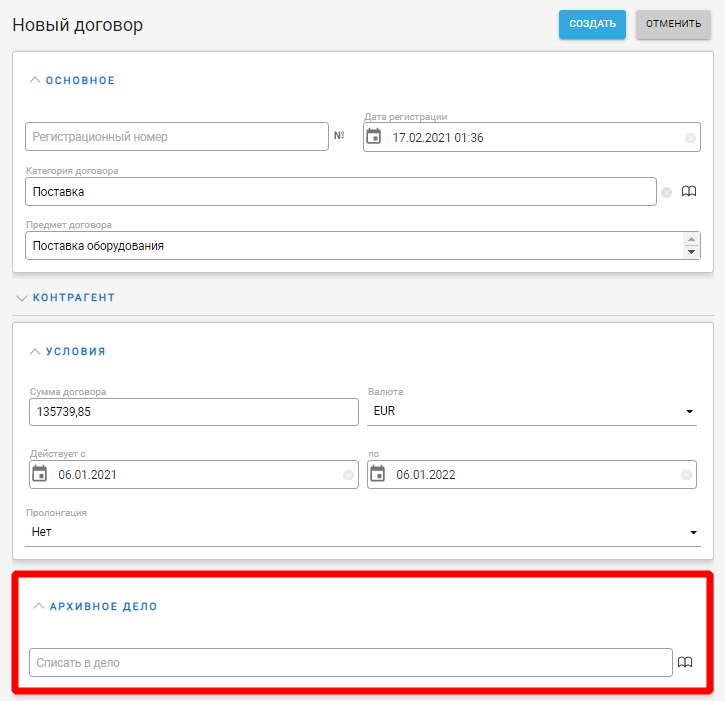 Новый договор
СОЗДАТЬ
ОТМЕНИТЬ
ОСНОВНОЕ
Дата регистрации
Регистрационный номер
№
17.02.2021 01:36
Категория договора
Поставка
Предмет договора
Поставка оборудования
КОНТРАГЕНТ
УСЛОВИЯ
Сумма договора
Валюта
135739,85
EUR
Действует с
по
06.01.2021
06.01.2022
Пролонгация
Нет
АРХИВНОЕ ДЕЛО
Списать в дело